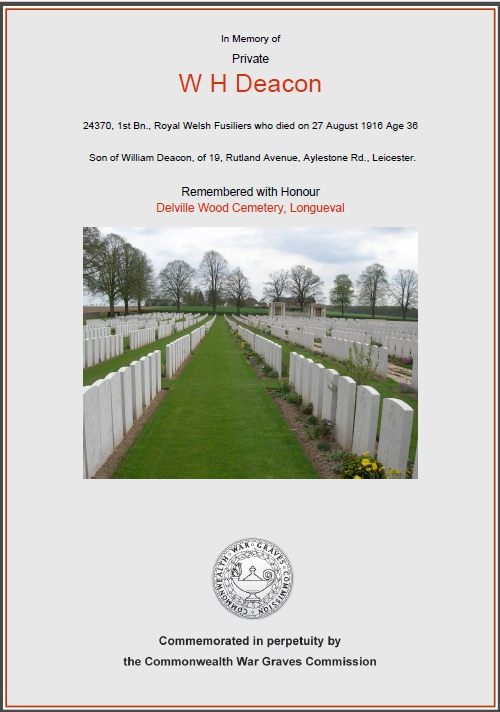 In Memory of
Private
W H Deacon
24370, 1st Bn., Royal Welsh Fusiliers who died on 27 August 1916 Age 36
Son of William Deacon, of 19, Rutland Avenue, Aylestone Rd., Leicester.
Remembered with Honour
Delville Wood Cemetery, Longueval
COMMONWEALTH · WAR · GRAVES · COMMISSION ·
Commemorated in perpetuity by
the Commonwealth War Graves Commission